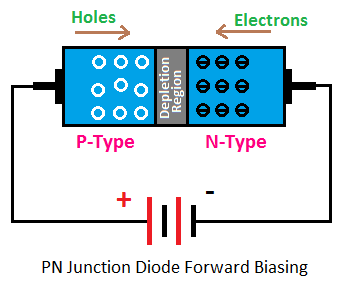 Holes
Electrons
Depletion
Region
P-Type
N-Type
+
-
PN Junction Diode Forward Biasing